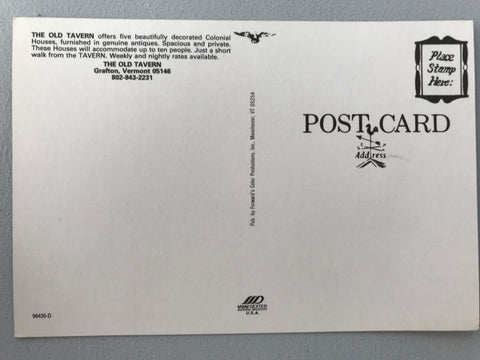 THE OLD TAVERN offers five beautifully decorated Colonial
Houses, furnished in genuine antiques. Spacious and private.
These Houses will accommodate up to ten people. Just a short
walk from the TAVERN. Weekly and nightly rates available.
THE OLD TAVERN
Grafton, Vermont 05146
802-843-2231
Place
Stamp
Here:
POST CARD
Address
Pub. by Forward's Color Productions, Inc., Manchester, VT 05254
96435-D
MWM DEXTER
U.S.A.